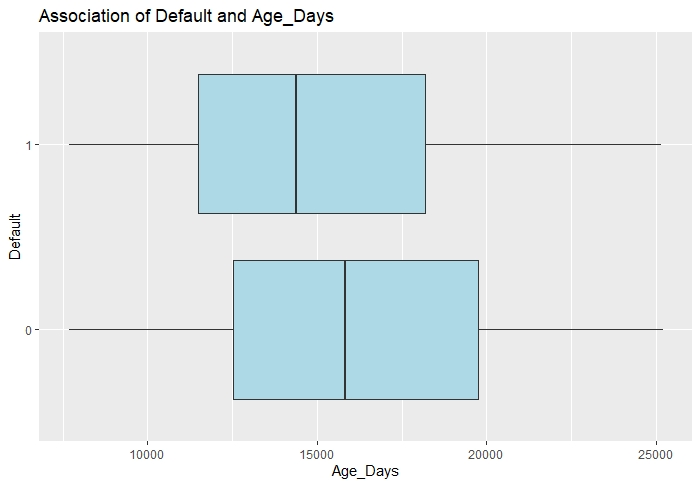 Association of Default and Age_Days
Default
1
0
10000 15000 20000 25000
Age_Days